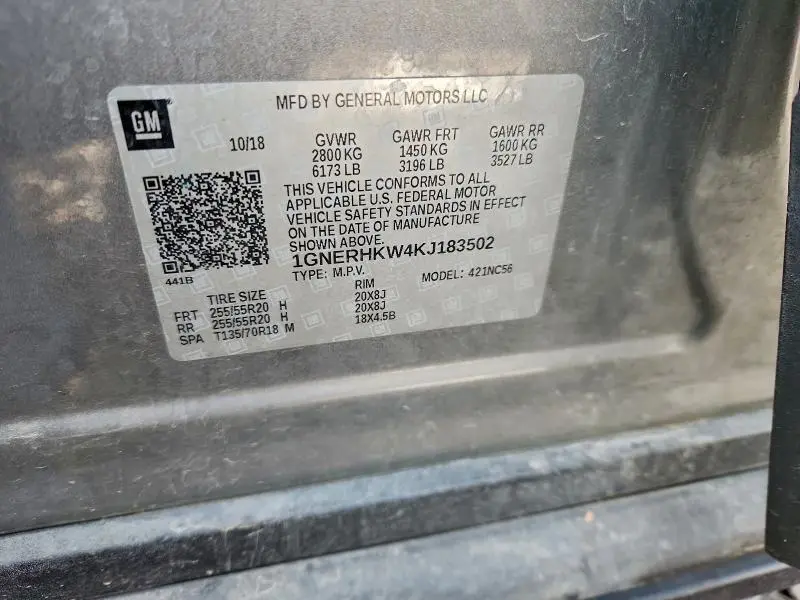 MFD BY GENERAL MOTORS LLC
GM
10/18 GVWR GAWR FRT GAWR RR
2800 KG 1450 KG 1600 KG
6173 LB 3196 LB 3527 LB
THIS VEHICLE CONFORMS TO ALL
APPLICABLE U.S. FEDERAL MOTOR
VEHICLE SAFETY STANDARDS IN EFFECT
ON THE DATE OF MANUFACTURE
SHOWN ABOVE.
1GNERHKW4KJ183502
441B TYPE: M.P.V. MODEL: 421NC56
TIRE SIZE RIM
FRT 255/55R20 H 20X8J
RR 255/55R20 H 20X8J
SPA T135/70R18 M 18X4.5B